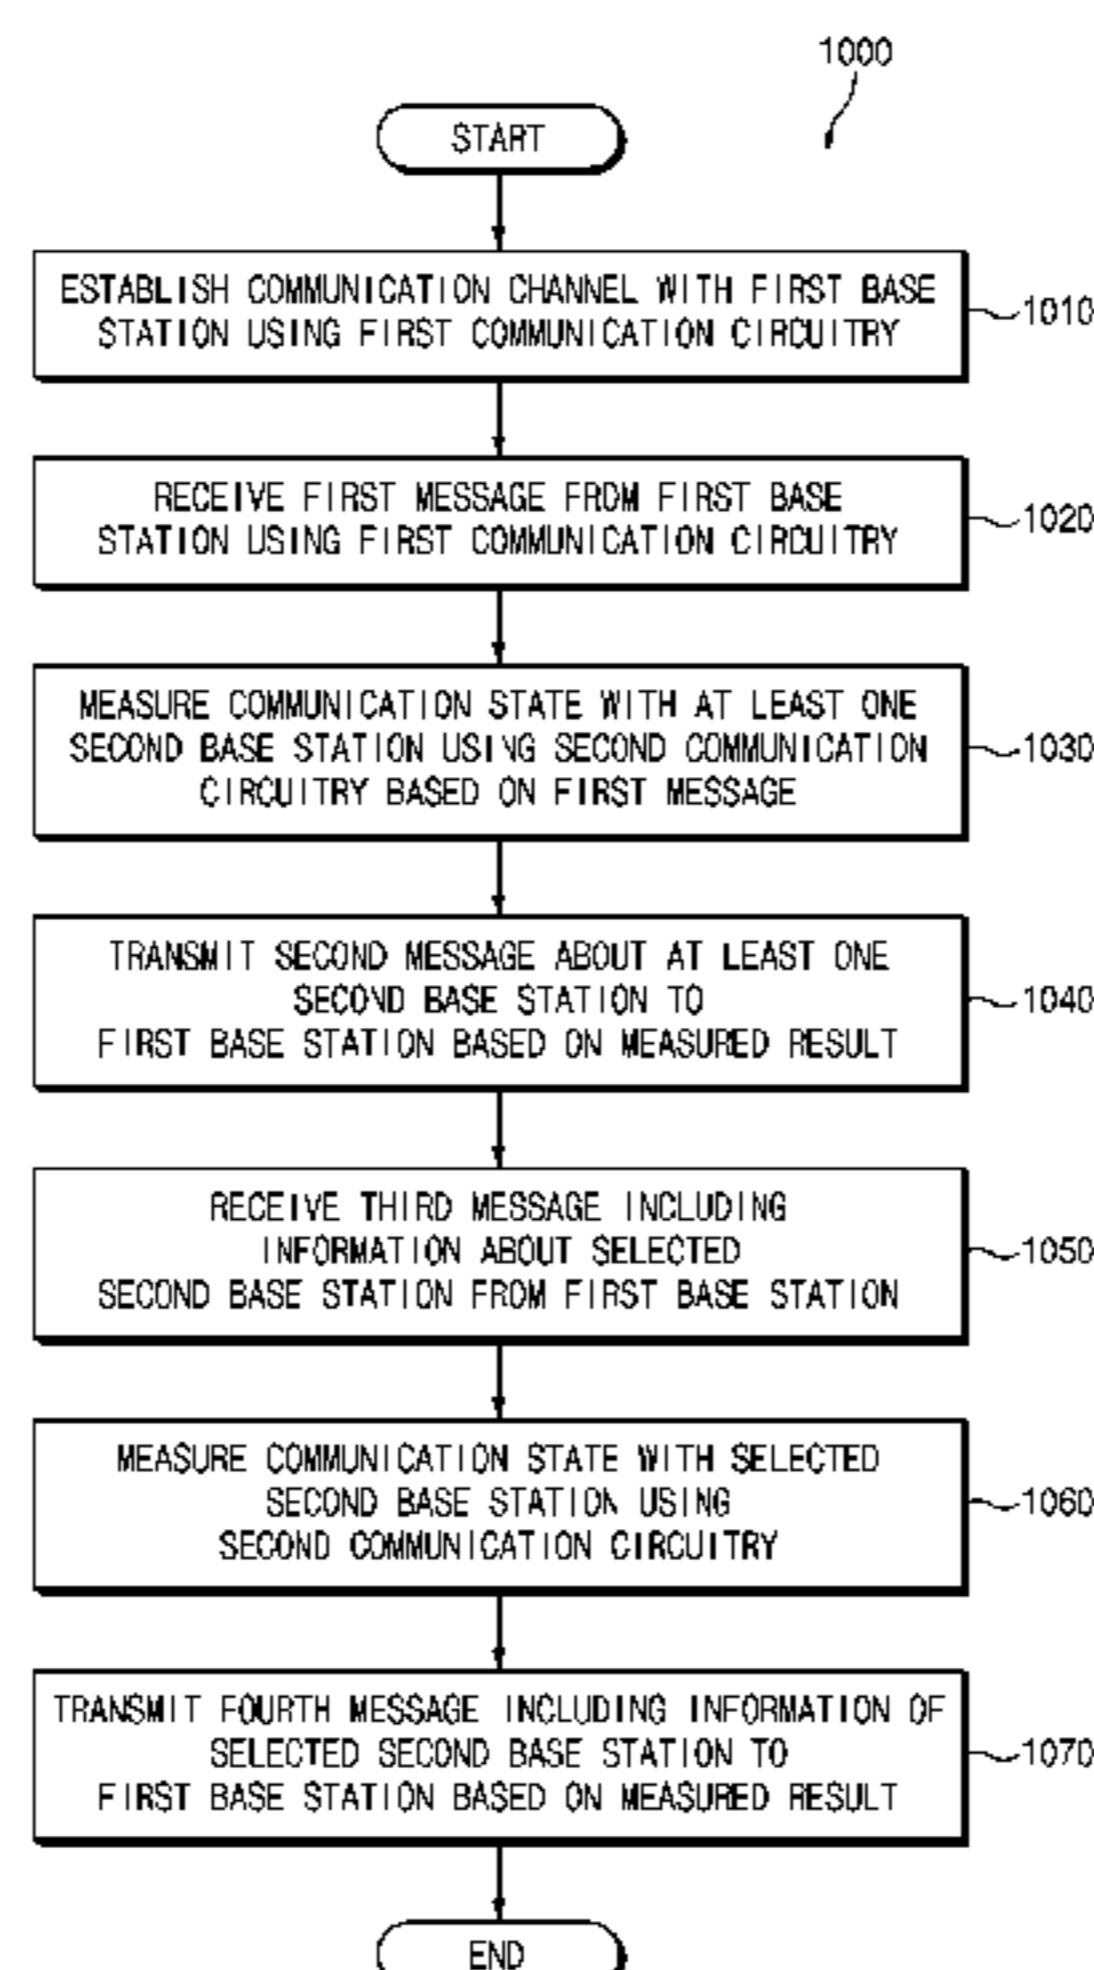 1000
START
ESTABLISH COMMUNICATION CHANNEL WITH FIRST BASE
STATION USING FIRST COMMUNICATION CIRCUITRY
1010
RECEIVE FIRST MESSAGE FROM FIRST BASE
STATION USING FIRST COMMUNICATION CIRCUITRY
1020
MEASURE COMMUNICATION STATE WITH AT LEAST ONE
SECOND BASE STATION USING SECOND COMMUNICATION
CIRCUITRY BASED ON FIRST MESSAGE
1030
TRANSMIT SECOND MESSAGE ABOUT AT LEAST ONE
SECOND BASE STATION TO
FIRST BASE STATION BASED ON MEASURED RESULT
1040
RECEIVE THIRD MESSAGE INCLUDING
INFORMATION ABOUT SELECTED
SECOND BASE STATION FROM FIRST BASE STATION
1050
MEASURE COMMUNICATION STATE WITH SELECTED
SECOND BASE STATION USING
SECOND COMMUNICATION CIRCUITRY
1060
TRANSMIT FOURTH MESSAGE INCLUDING INFORMATION OF
SELECTED SECOND BASE STATION TO
FIRST BASE STATION BASED ON MEASURED RESULT
1070
END